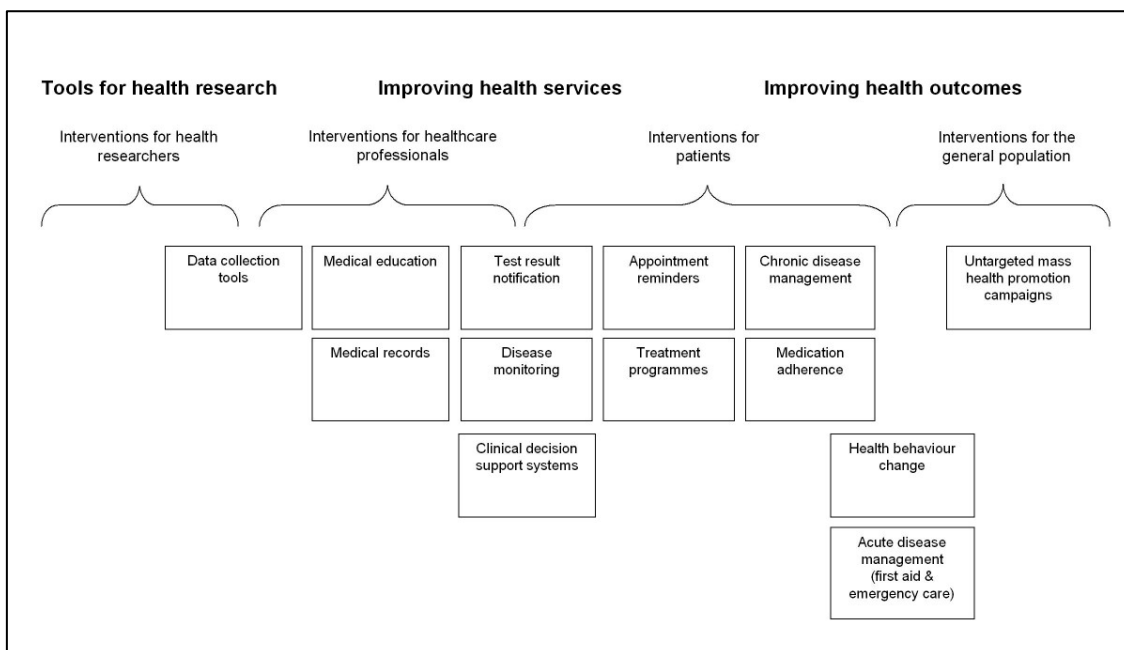 Tools for health research
Improving health services
Improving health outcomes
Interventions for health
researchers
Interventions for healthcare
professionals
Interventions for
patients
Interventions for the
general population
Data collection
tools
Medical education
Test result
notification
Appointment
reminders
Chronic disease
management
Untargeted mass
health promotion
campaigns
Medical records
Disease
monitoring
Treatment
programmes
Medication
adherence
Clinical decision
support systems
Health behaviour
change
Acute disease
management
(first aid &
emergency care)